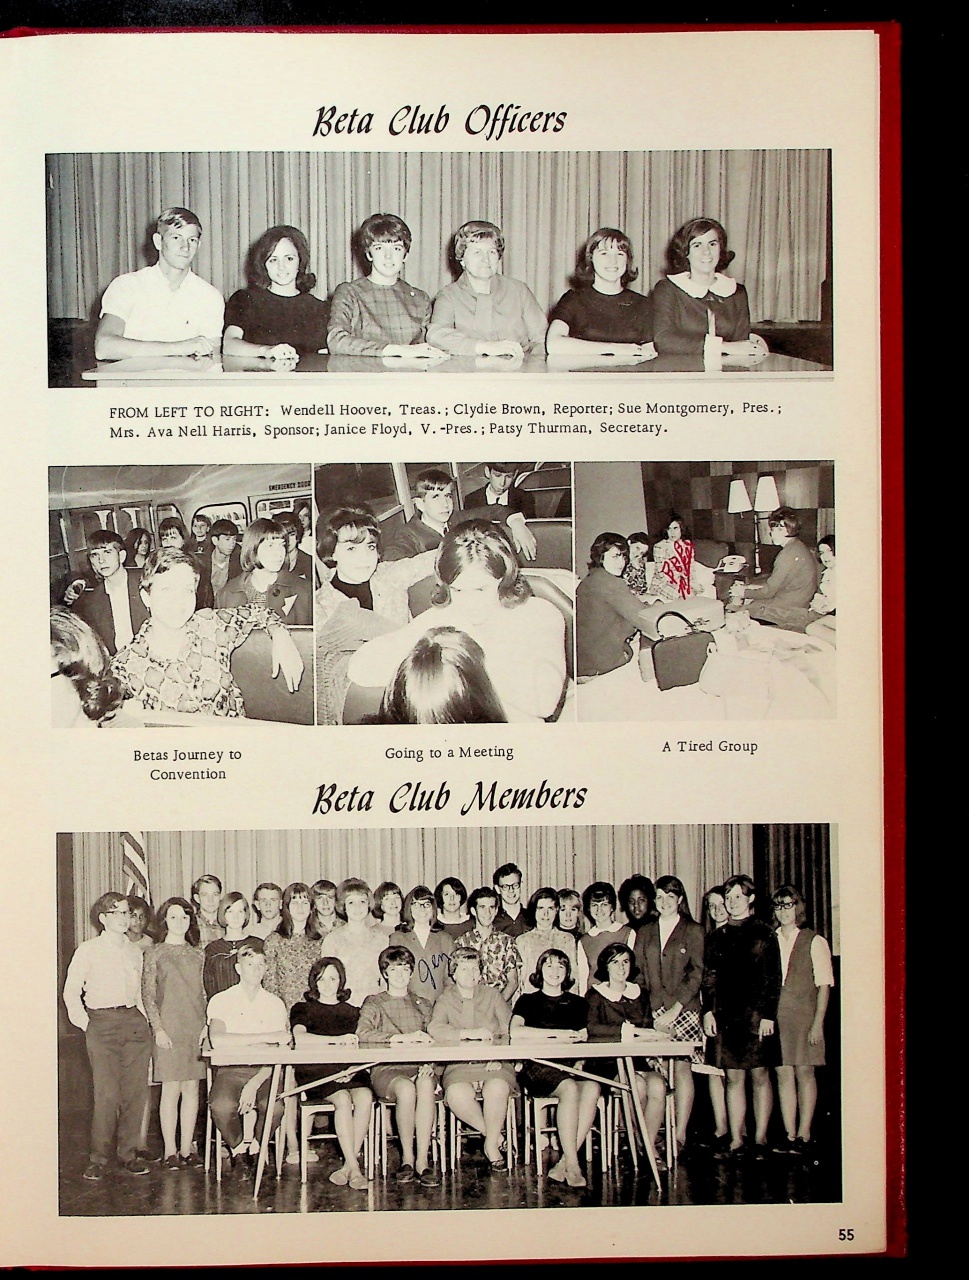 Beta Club Officers
FROM LEFT TO RIGHT: Wendell Hoover, Treas.; Clydie Brown, Reporter; Sue Montgomery, Pres.;
Mrs. Ava Nell Harris, Sponsor; Janice Floyd, V.-Pres.; Patsy Thurman, Secretary.
EMERGENCY DOOR
Betas Journey to
Convention
Going to a Meeting
A Tired Group
Beta Club Members
55